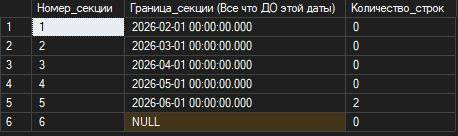 Номер_секции Граница_секции (Все что ДО этой даты) Количество_строк
1 1 2026-02-01 00:00:00.000 0
2 2 2026-03-01 00:00:00.000 0
3 3 2026-04-01 00:00:00.000 0
4 4 2026-05-01 00:00:00.000 0
5 5 2026-06-01 00:00:00.000 2
6 6 NULL 0